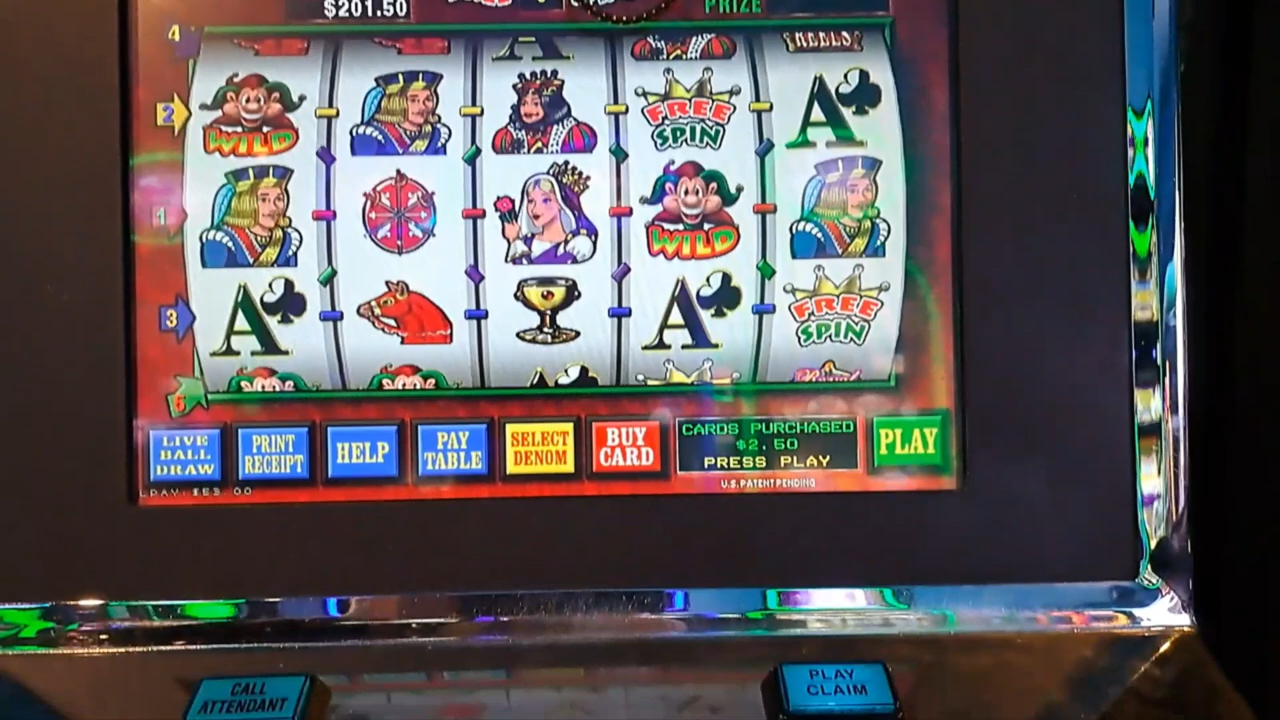 $201.50
PRIZE
4
REELS
2
WILD
FREE
SPIN
A
1
WILD
3
A
A
FREE
SPIN
5
LIVE
BALL
DRAW
PRINT
RECEIPT
HELP
PAY
TABLE
SELECT
DENOM
BUY
CARD
CARDS PURCHASED
$2.50
PRESS PLAY
PLAY
U.S. PATENT PENDING
CALL
ATTENDANT
PLAY
CLAIM